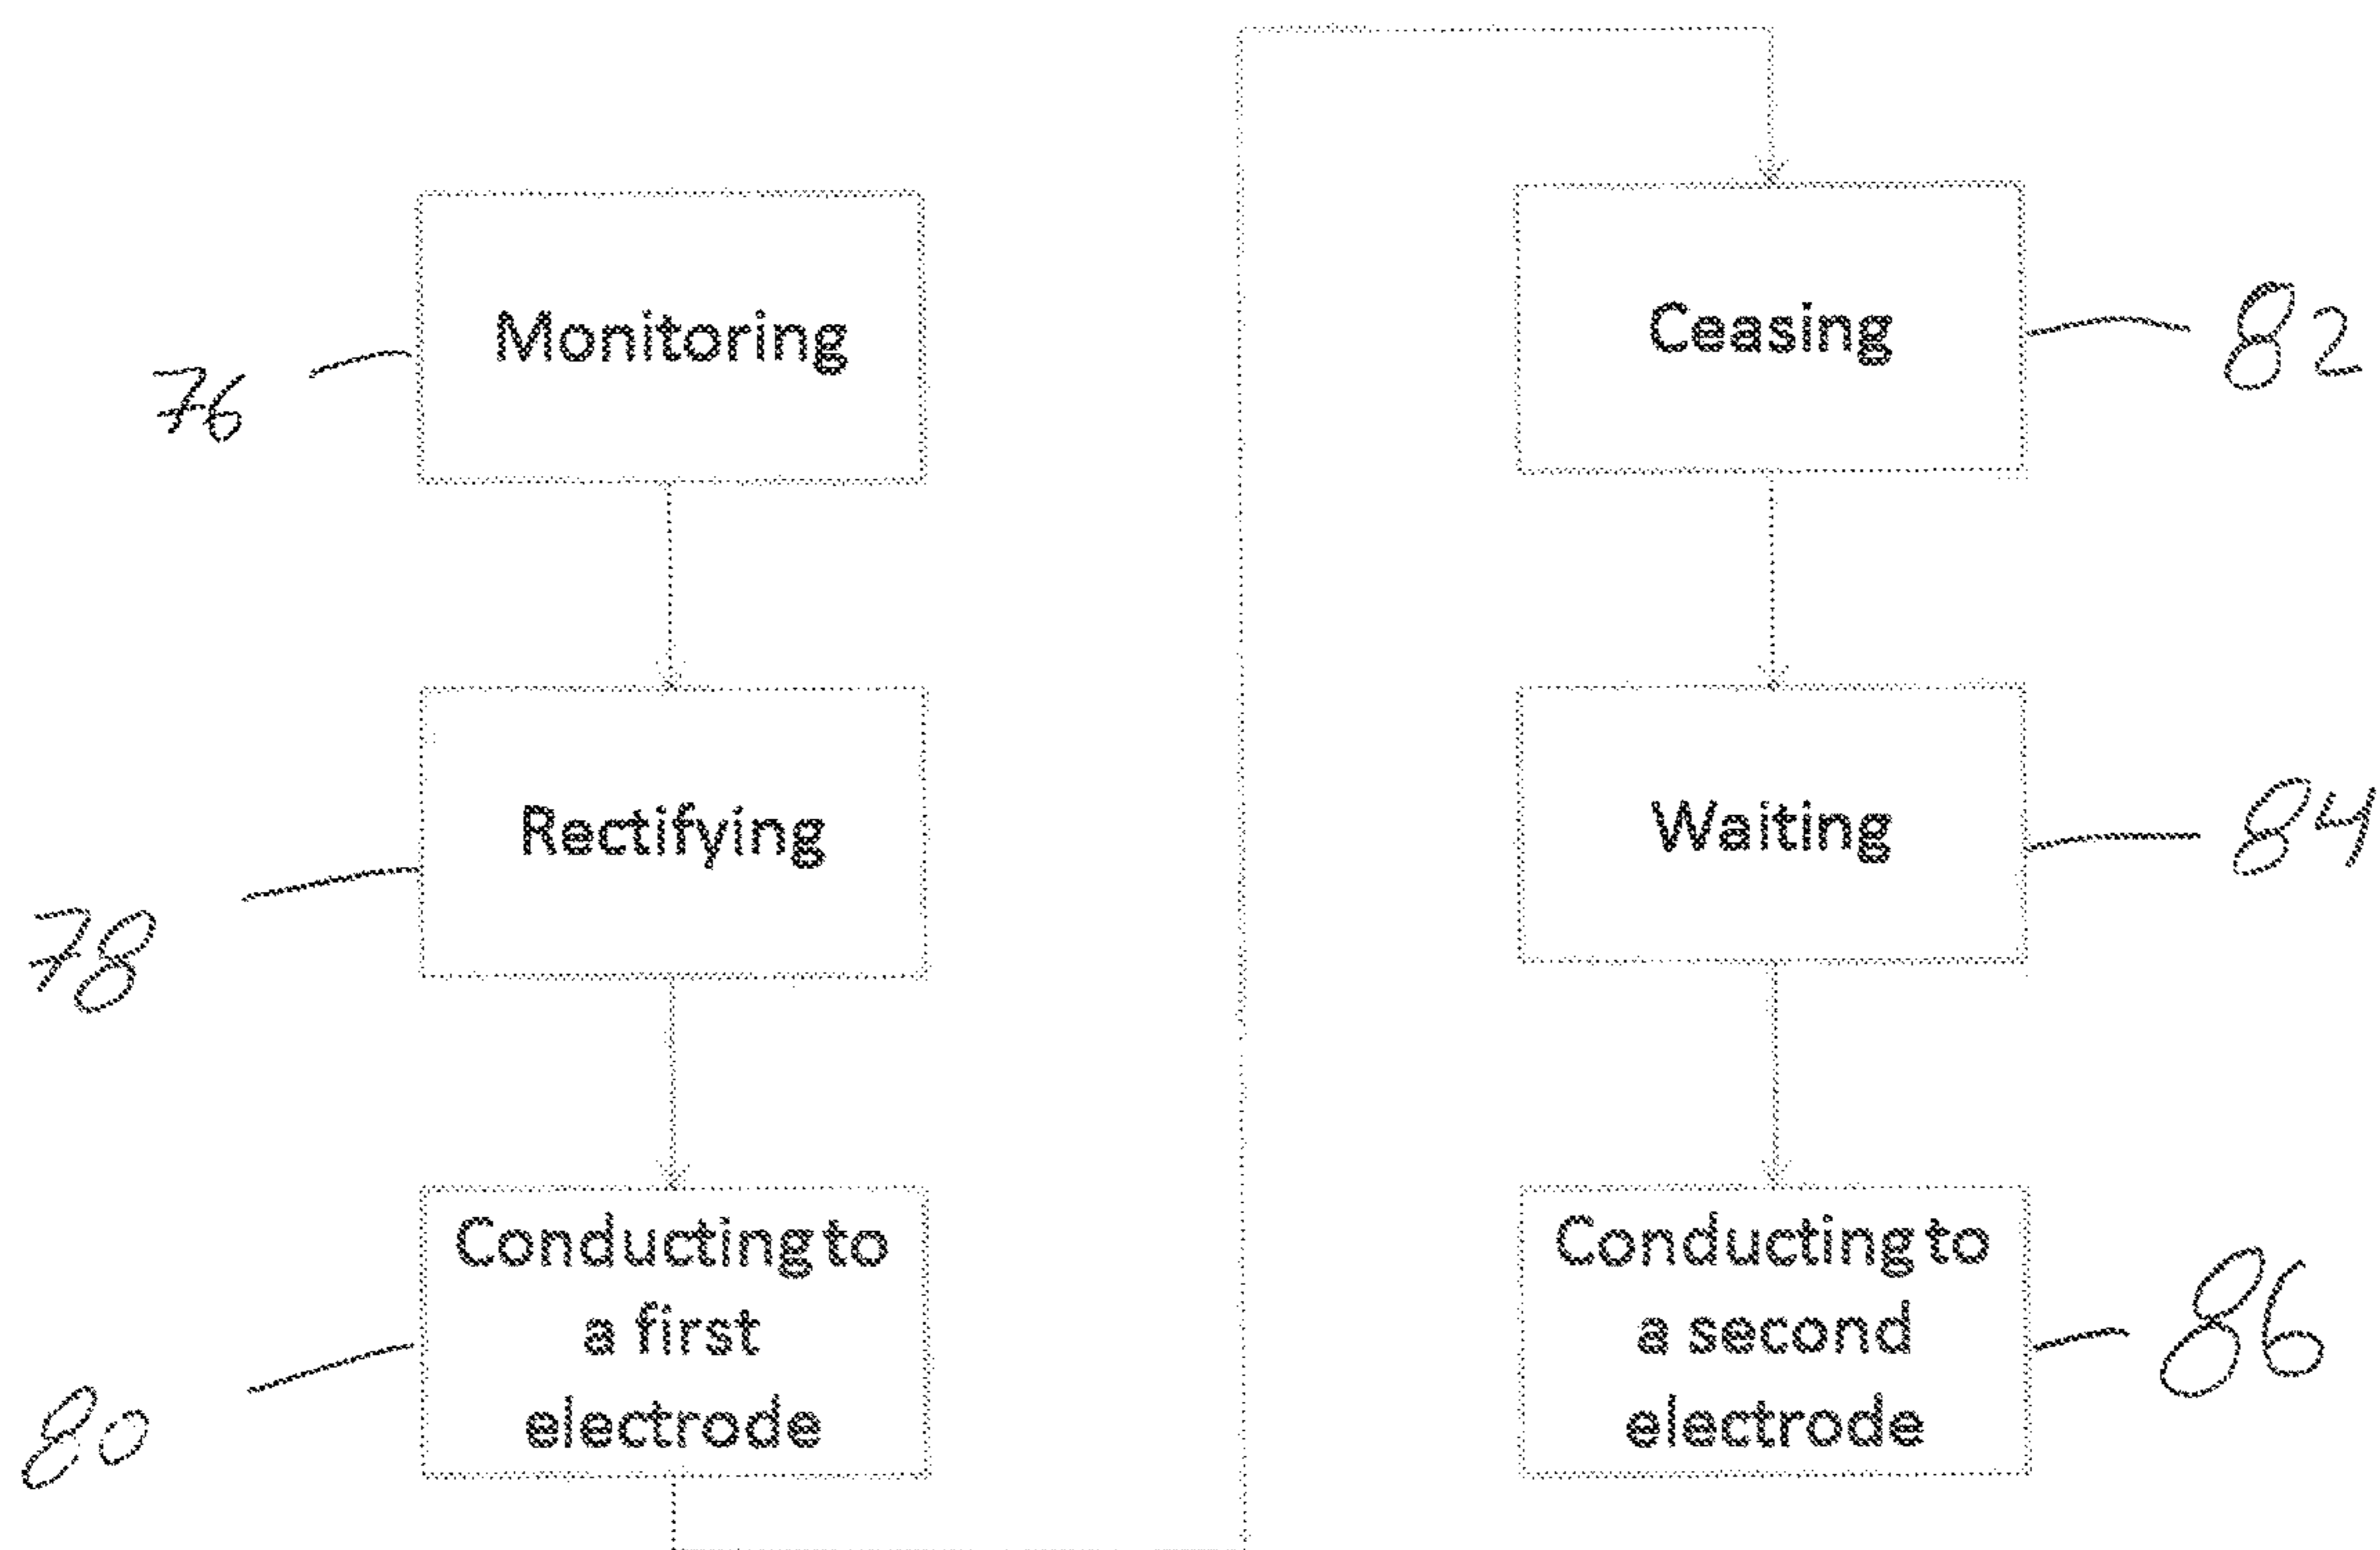 Monitoring
76
Rectifying
78
Conducting to
a first
electrode
80
Ceasing
82
Waiting
84
Conducting to
a second
electrode
86